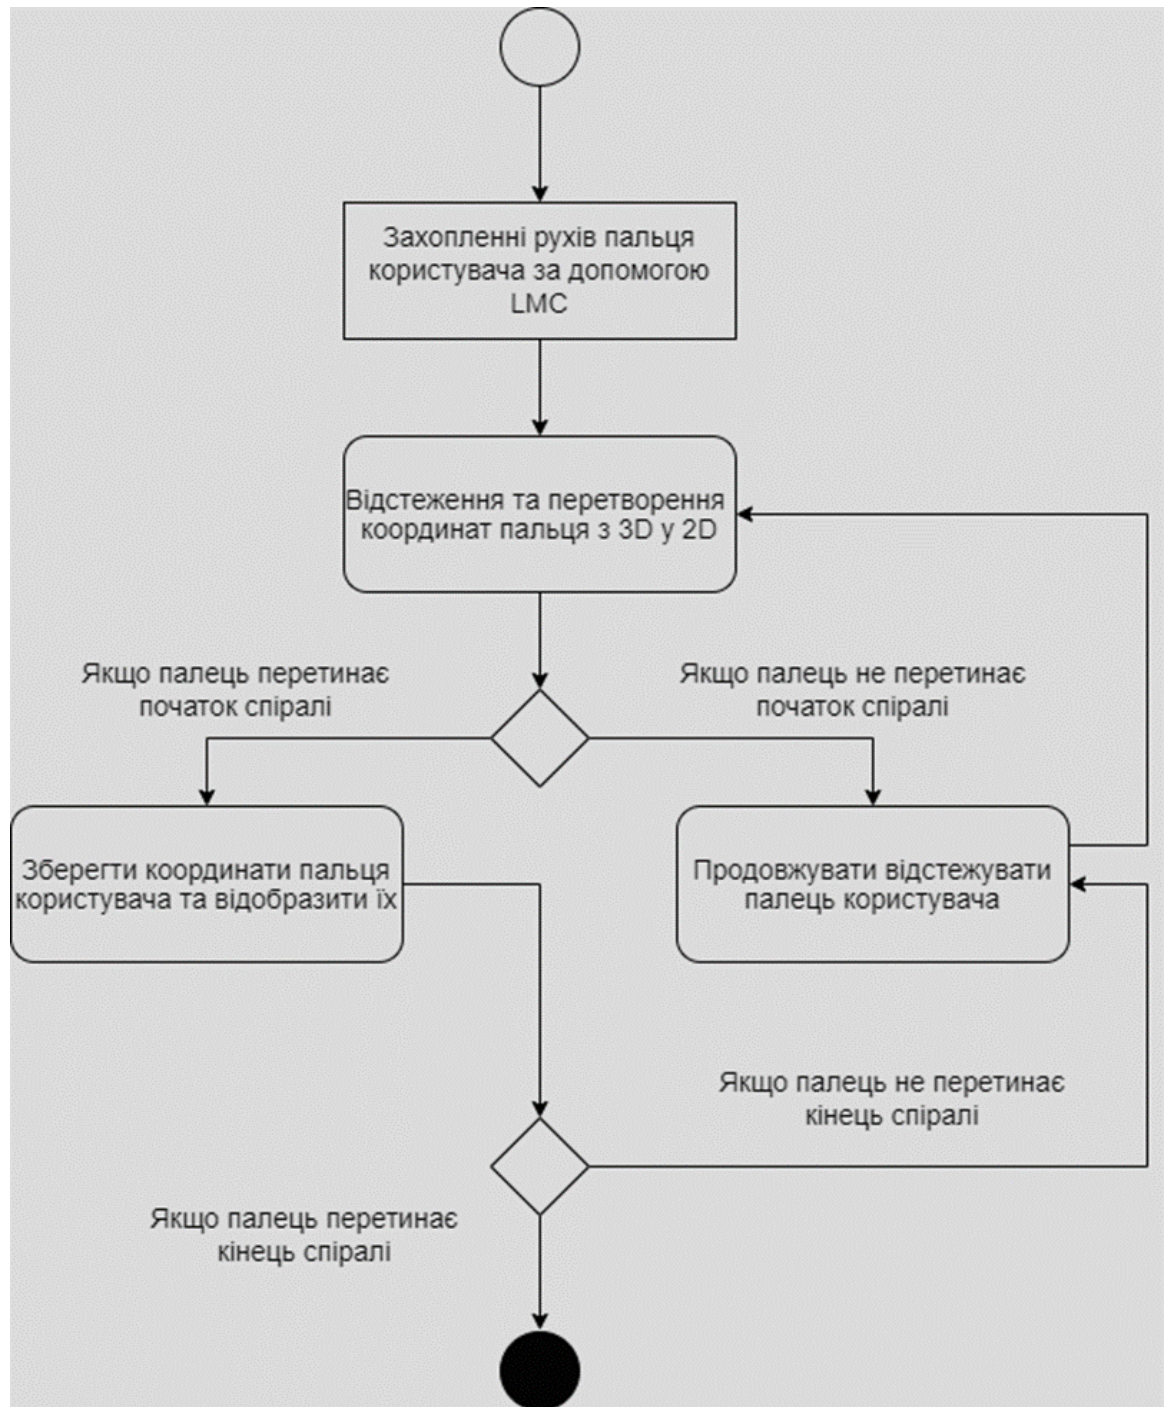 Захопленні рухів пальця
користувача за допомогою
LMC
Відстеження та перетворення
координат пальця з 3D у 2D
Якщо палець перетинає
початок спіралі
Якщо палець не перетинає
початок спіралі
Зберегти координати пальця
користувача та відобразити їх
Продовжувати відстежувати
палець користувача
Якщо палець не перетинає
кінець спіралі
Якщо палець перетинає
кінець спіралі